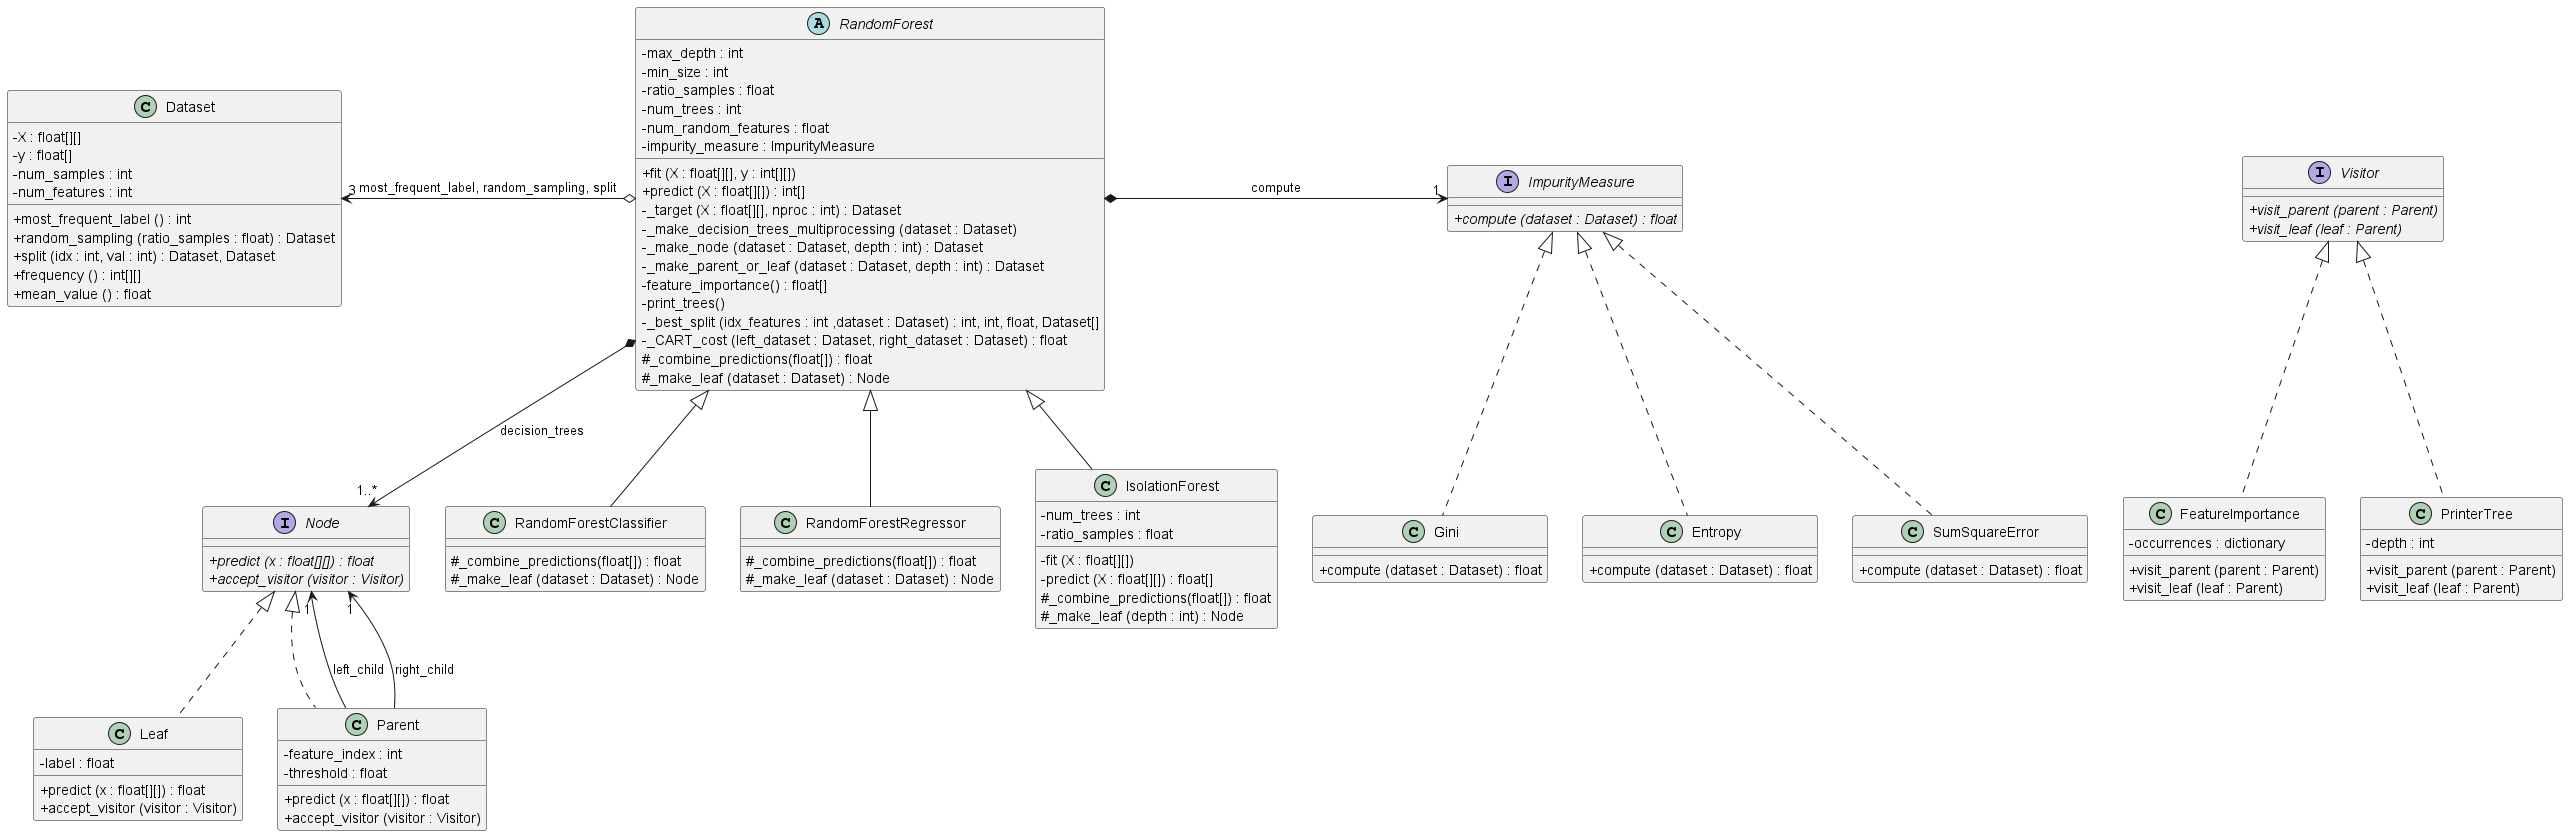 A RandomForest
-max_depth : int
-min_size : int
-ratio_samples : float
-num_trees : int
-num_random_features : float
-impurity_measure : ImpurityMeasure
+fit (X : float[][], y : int[][])
+predict (X : float[][]) : int[]
-_target (X : float[][], nproc : int) : Dataset
-_make_decision_trees_multiprocessing (dataset : Dataset)
-_make_node (dataset : Dataset, depth : int) : Dataset
-_make_parent_or_leaf (dataset : Dataset, depth : int) : Dataset
-feature_importance() : float[]
-print_trees()
-_best_split (idx_features : int ,dataset : Dataset) : int, int, float, Dataset[]
-_CART_cost (left_dataset : Dataset, right_dataset : Dataset) : float
#_combine_predictions(float[]) : float
#_make_leaf (dataset : Dataset) : Node
C Dataset
-X : float[][]
-y : float[]
-num_samples : int
-num_features : int
+most_frequent_label () : int
+random_sampling (ratio_samples : float) : Dataset
+split (idx : int, val : int) : Dataset, Dataset
+frequency () : int[][]
+mean_value () : float
3 most_frequent_label, random_sampling, split
compute
1
I ImpurityMeasure
+compute (dataset : Dataset) : float
I Visitor
+visit_parent (parent : Parent)
+visit_leaf (leaf : Parent)
decision_trees
1..*
I Node
+predict (x : float[][]) : float
+accept_visitor (visitor : Visitor)
C RandomForestClassifier
#_combine_predictions(float[]) : float
#_make_leaf (dataset : Dataset) : Node
C RandomForestRegressor
#_combine_predictions(float[]) : float
#_make_leaf (dataset : Dataset) : Node
C IsolationForest
-num_trees : int
-ratio_samples : float
-fit (X : float[][])
-predict (X : float[][]) : float[]
#_combine_predictions(float[]) : float
#_make_leaf (depth : int) : Node
C Gini
+compute (dataset : Dataset) : float
C Entropy
+compute (dataset : Dataset) : float
C SumSquareError
+compute (dataset : Dataset) : float
C FeatureImportance
-occurrences : dictionary
+visit_parent (parent : Parent)
+visit_leaf (leaf : Parent)
C PrinterTree
-depth : int
+visit_parent (parent : Parent)
+visit_leaf (leaf : Parent)
1
1
left_child
right_child
C Leaf
-label : float
+predict (x : float[][]) : float
+accept_visitor (visitor : Visitor)
C Parent
-feature_index : int
-threshold : float
+predict (x : float[][]) : float
+accept_visitor (visitor : Visitor)